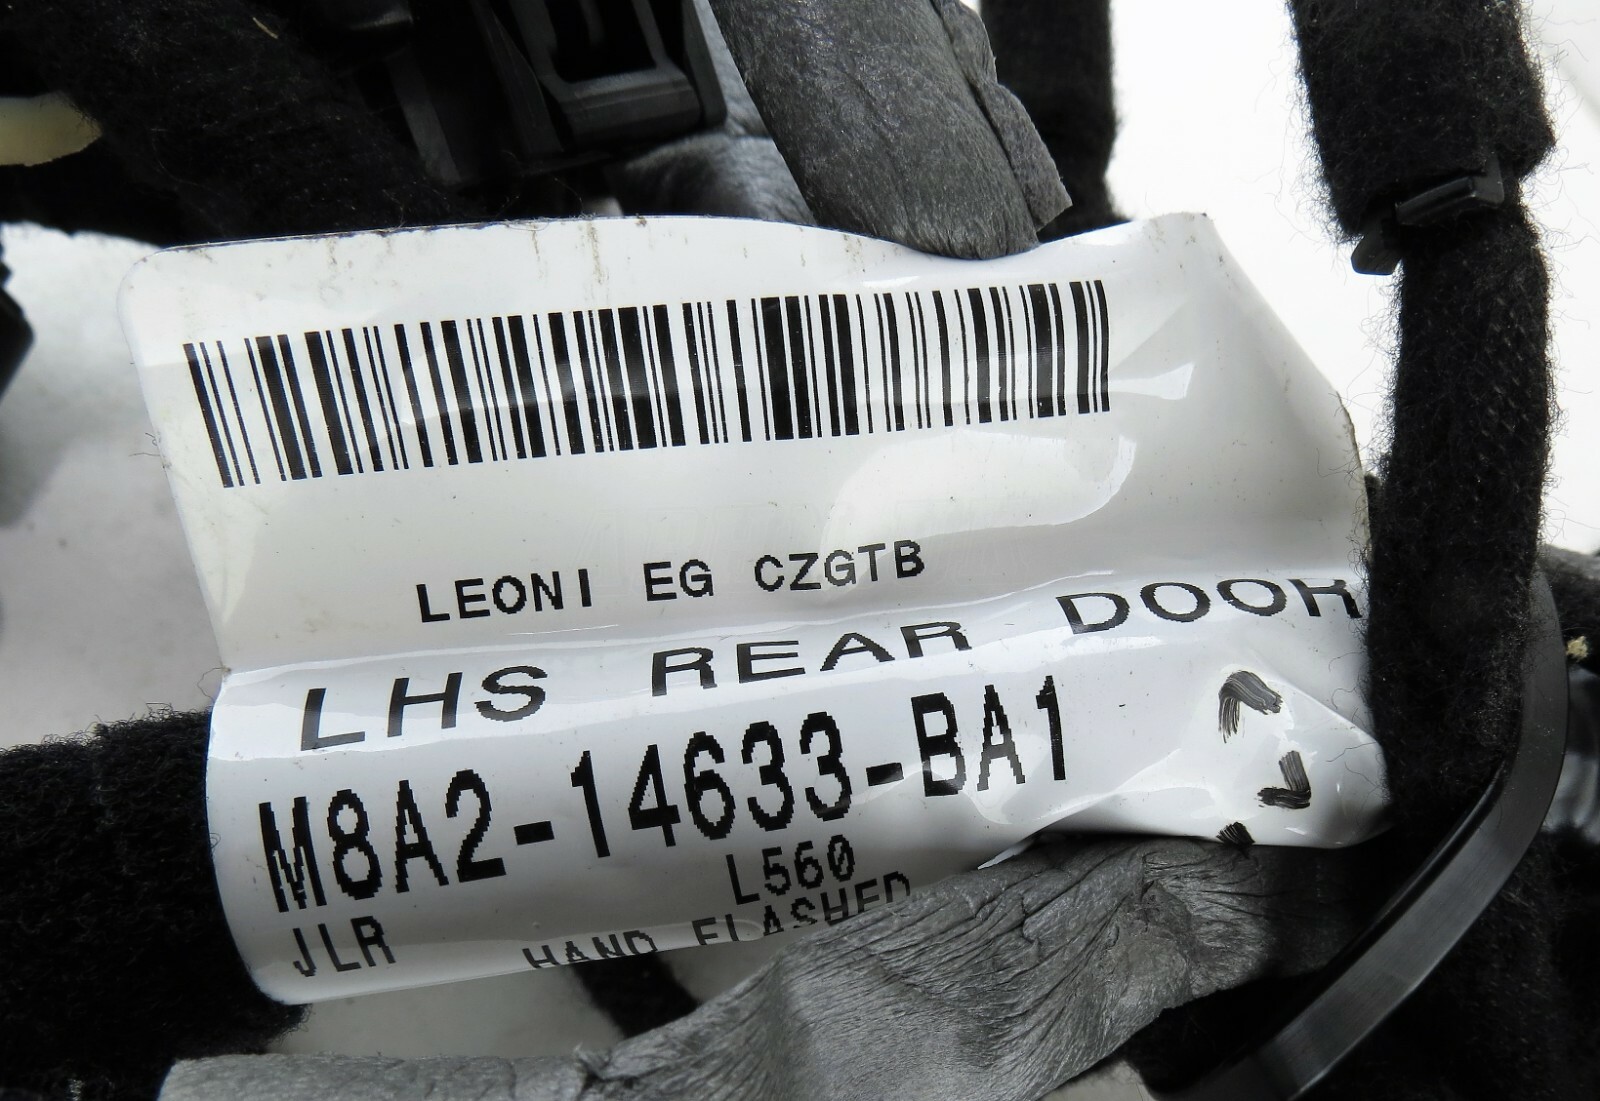 LEONI EG CZGTB
LHS REAR DOOR
M8A2-14633-BA1
L560
JLR
HAND FLASHED